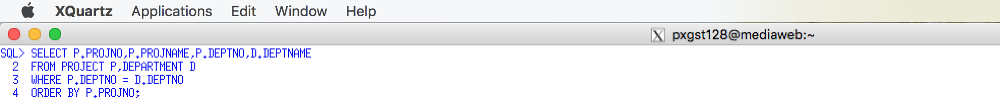 XQuartz Applications Edit Window Help
X pxgst128@mediaweb:~
SQL> SELECT P.PROJNO,P.PROJNAME,P.DEPTNO,D.DEPTNAME
2 FROM PROJECT P,DEPARTMENT D
3 WHERE P.DEPTNO = D.DEPTNO
4 ORDER BY P.PROJNO;